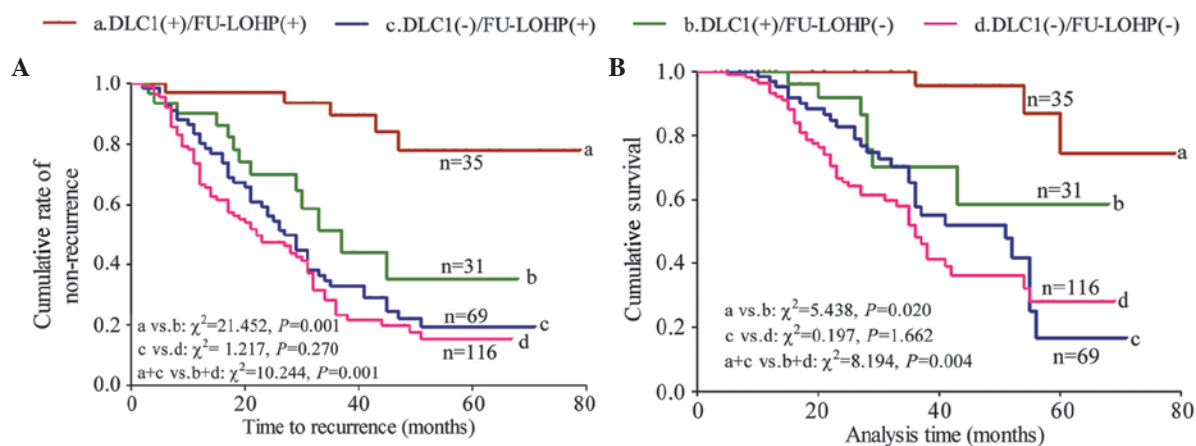 a.DLC1(+)/FU-LOHP(+) c.DLC1(-)/FU-LOHP(+) b.DLC1(+)/FU-LOHP(-) d.DLC1(-)/FU-LOHP(-)
A
Cumulative rate of
non-recurrence
1.0
0.8
0.6
0.4
0.2
0.0
n=35
a
n=31
b
n=69
c
n=116
d
a vs.b: χ²=21.452, P=0.001
c vs.d: χ²= 1.217, P=0.270
a+c vs.b+d: χ²=10.244, P=0.001
0 20 40 60 80
Time to recurrence (months)
B
Cumulative survival
1.0
0.8
0.6
0.4
0.2
0.0
n=35
a
n=31
b
n=116
d
n=69
c
a vs.b: χ²=5.438, P=0.020
c vs.d: χ²=0.197, P=1.662
a+c vs.b+d: χ²=8.194, P=0.004
0 20 40 60 80
Analysis time (months)